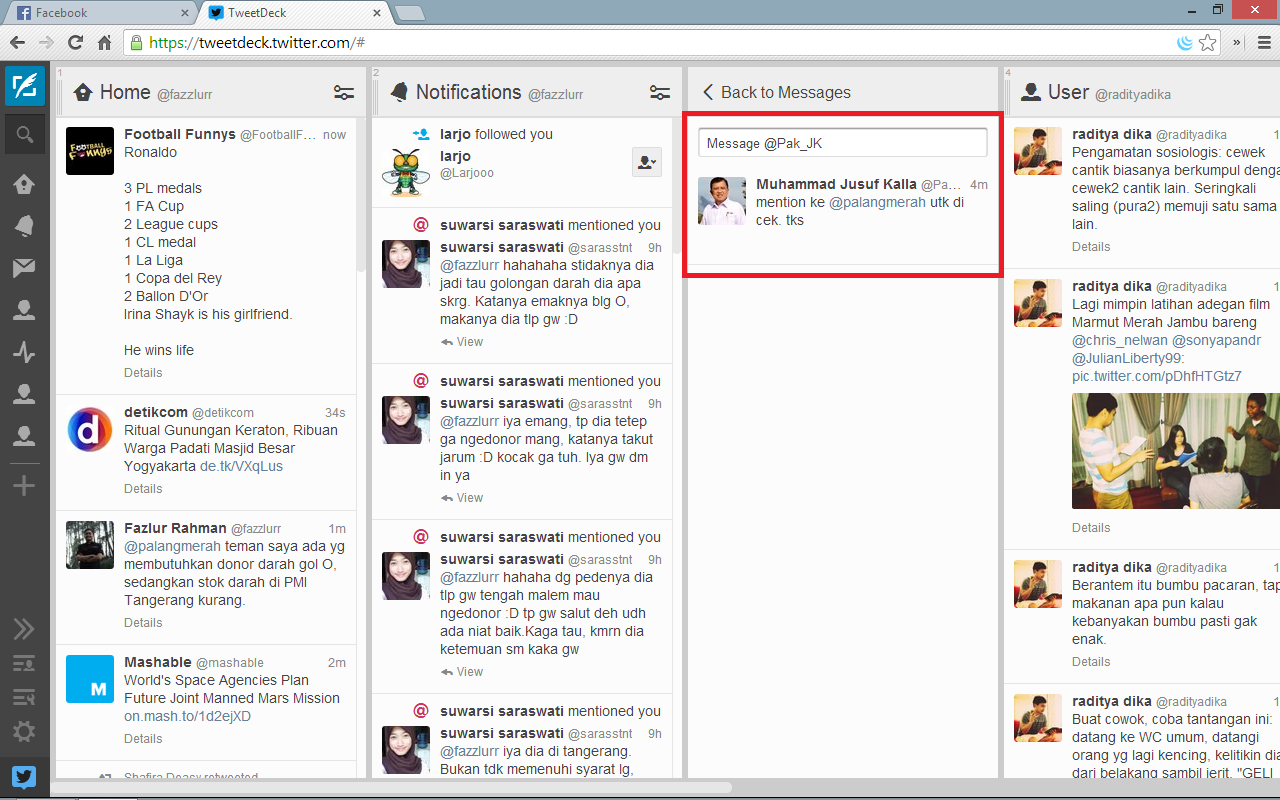 Facebook
TweetDeck
https://tweetdeck.twitter.com/#
1
Home @fazzlurr
FOOTBALL
FUNNYS
Football Funnys @FootballF… now
Ronaldo
3 PL medals
1 FA Cup
2 League cups
1 CL medal
1 La Liga
1 Copa del Rey
2 Ballon D'Or
Irina Shayk is his girlfriend.
He wins life
Details
d
detikcom @detikcom 34s
Ritual Gunungan Keraton, Ribuan
Warga Padati Masjid Besar
Yogyakarta de.tk/VXqLus
Details
Fazlur Rahman @fazzlurr 1m
@palangmerah teman saya ada yg
membutuhkan donor darah gol O,
sedangkan stok darah di PMI
Tangerang kurang.
Details
M
Mashable @mashable 2m
World's Space Agencies Plan
Future Joint Manned Mars Mission
on.mash.to/1d2ejXD
Details
Shafira Deasy retweeted
2
Notifications @fazzlurr
larjo followed you
larjo
@Larjooo
@ suwarsi saraswati mentioned you
suwarsi saraswati @sarasstnt 9h
@fazzlurr hahahaha stidaknya dia
jadi tau golongan darah dia apa
skrg. Katanya emaknya blg O,
makanya dia tlp gw :D
View
@ suwarsi saraswati mentioned you
suwarsi saraswati @sarasstnt 9h
@fazzlurr iya emang, tp dia tetep
ga ngedonor mang, katanya takut
jarum :D kocak ga tuh. Iya gw dm
in ya
View
@ suwarsi saraswati mentioned you
suwarsi saraswati @sarasstnt 9h
@fazzlurr hahaha dg pedenya dia
tlp gw tengah malem mau
ngedonor :D tp gw salut deh udh
ada niat baik.Kaga tau, kmrn dia
ketemuan sm kaka gw
View
@ suwarsi saraswati mentioned you
suwarsi saraswati @sarasstnt 9h
@fazzlurr iya dia di tangerang.
Bukan tdk memenuhi syarat lg,
Back to Messages
Message @Pak_JK
Muhammad Jusuf Kalla @Pa… 4m
mention ke @palangmerah utk di
cek. tks
4
User @radityadika
raditya dika @radityadika 1
Pengamatan sosiologis: cewek
cantik biasanya berkumpul denga
cewek2 cantik lain. Seringkali
saling (pura2) memuji satu sama
lain.
Details
raditya dika @radityadika 1
Lagi mimpin latihan adegan film
Marmut Merah Jambu bareng
@chris_nelwan @sonyapandr
@JulianLiberty99:
pic.twitter.com/pDhfHTGtz7
Details
raditya dika @radityadika 1
Berantem itu bumbu pacaran, tap
makanan apa pun kalau
kebanyakan bumbu pasti gak
enak.
Details
raditya dika @radityadika 1
Buat cowok, coba tantangan ini:
datang ke WC umum, datangi
orang yg lagi kencing, kelitikin dia
dari belakang sambil jerit, "GELI